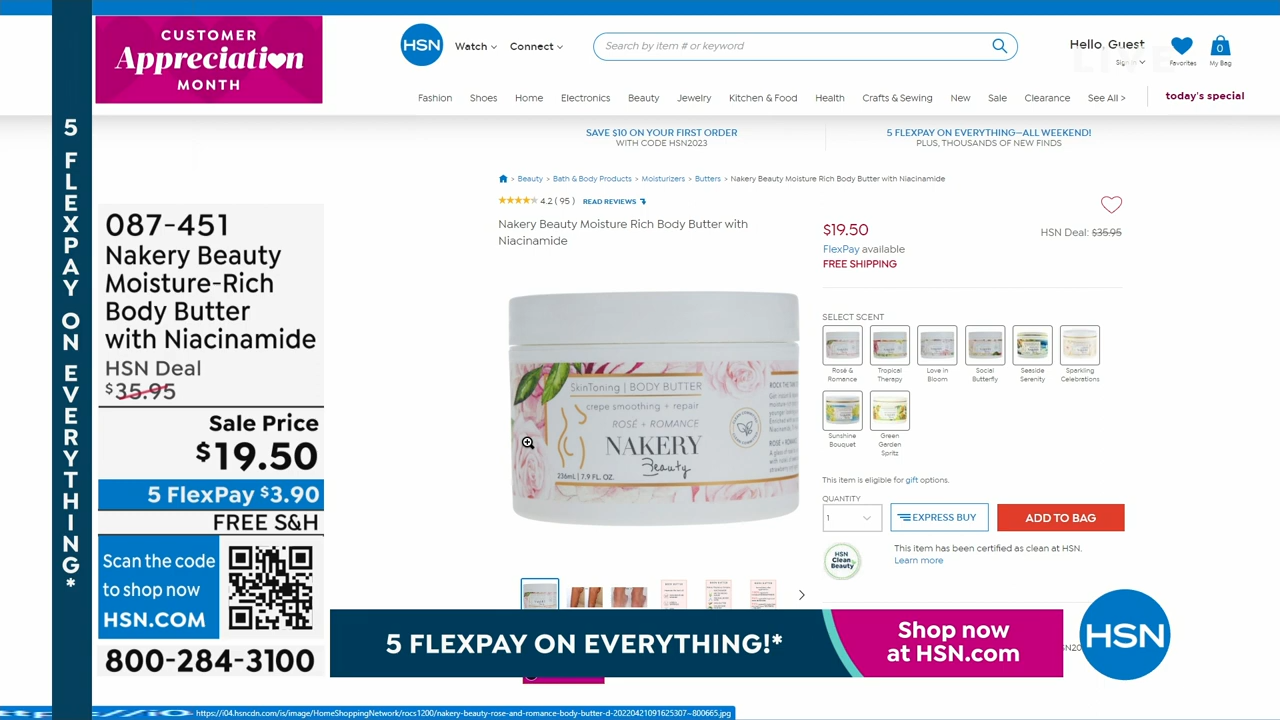 CUSTOMER
Appreciation
MONTH
5 FLEXPAY ON EVERYTHING*
087-451
Nakery Beauty
Moisture-Rich
Body Butter
with Niacinamide
HSN Deal
$35.95
Sale Price
$19.50
5 FlexPay $3.90
FREE S&H
Scan the code
to shop now
HSN.COM
800-284-3100
HSN
Watch
Connect
Search by item # or keyword
Hello, Guest
Favorites
0
My Bag
Fashion Shoes Home Electronics Beauty Jewelry Kitchen & Food Health Crafts & Sewing New Sale Clearance See All >
today's special
SAVE $10 ON YOUR FIRST ORDER
WITH CODE HSN2023
5 FLEXPAY ON EVERYTHING—ALL WEEKEND!
PLUS, THOUSANDS OF NEW FINDS
> Beauty > Bath & Body Products > Moisturizers > Butters > Nakery Beauty Moisture Rich Body Butter with Niacinamide
4.2 ( 95 ) READ REVIEWS
Nakery Beauty Moisture Rich Body Butter with
Niacinamide
SkinToning | BODY BUTTER
crepe smoothing + repair
ROSÉ + ROMANCE
NAKERY
Beauty
236mL | 7.9 FL. OZ.
$19.50
HSN Deal: $35.95
FlexPay available
FREE SHIPPING
SELECT SCENT
Rosé &
Romance
Tropical
Therapy
Love in
Bloom
Social
Butterfly
Seaside
Serenity
Sparkling
Celebrations
Sunshine
Bouquet
Green
Garden
Spritz
This item is eligible for gift options.
QUANTITY
1
EXPRESS BUY
ADD TO BAG
HSN
Clean
Beauty
This item has been certified as clean at HSN.
Learn more
5 FLEXPAY ON EVERYTHING!*
Shop now
at HSN.com
HSN
https://i04.hsncdn.com/is/image/HomeShoppingNetwork/rocs1200/nakery-beauty-rose-and-romance-body-butter-d-20220421091625307~800665.jpg